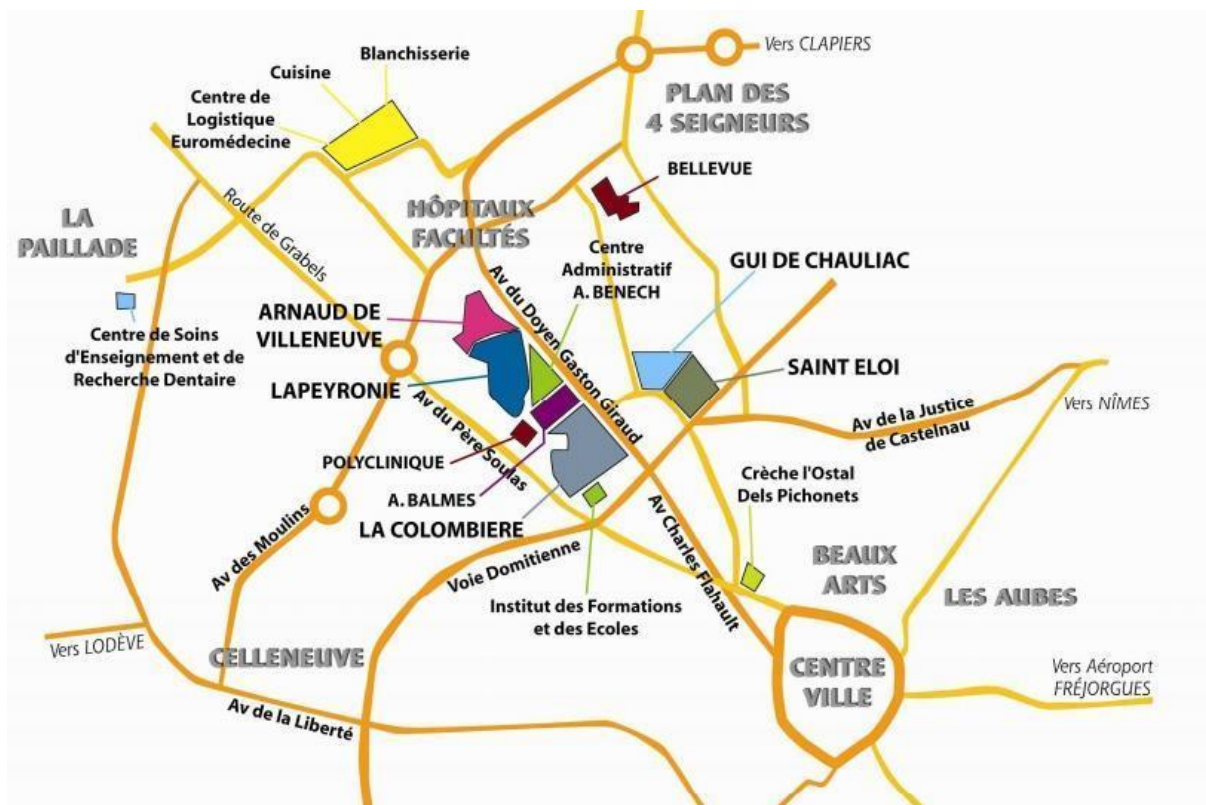 Blanchisserie
Cuisine
Centre de
Logistique
Euromédecine
Vers CLAPIERS
PLAN DES
4 SEIGNEURS
BELLEVUE
LA
PAILLADE
Route de Grabels
HÔPITAUX
FACULTÉS
Centre
Administratif
A. BENECH
GUI DE CHAULIAC
Av du Doyen Gaston Giraud
ARNAUD DE
VILLENEUVE
Centre de Soins
d'Enseignement et de
Recherche Dentaire
LAPEYRONIE
SAINT ELOI
Av du Père Soulas
Vers NÎMES
Av de la Justice
de Castelnau
POLYCLINIQUE
A. BALMES
LA COLOMBIERE
Crèche l'Ostal
Dels Pichonets
Av des Moulins
Voie Domitienne
Av Charles Flahault
BEAUX
ARTS
LES AUBES
Institut des Formations
et des Ecoles
Vers LODÈVE
CELLENEUVE
CENTRE
VILLE
Vers Aéroport
FRÉJORGUES
Av de la Liberté